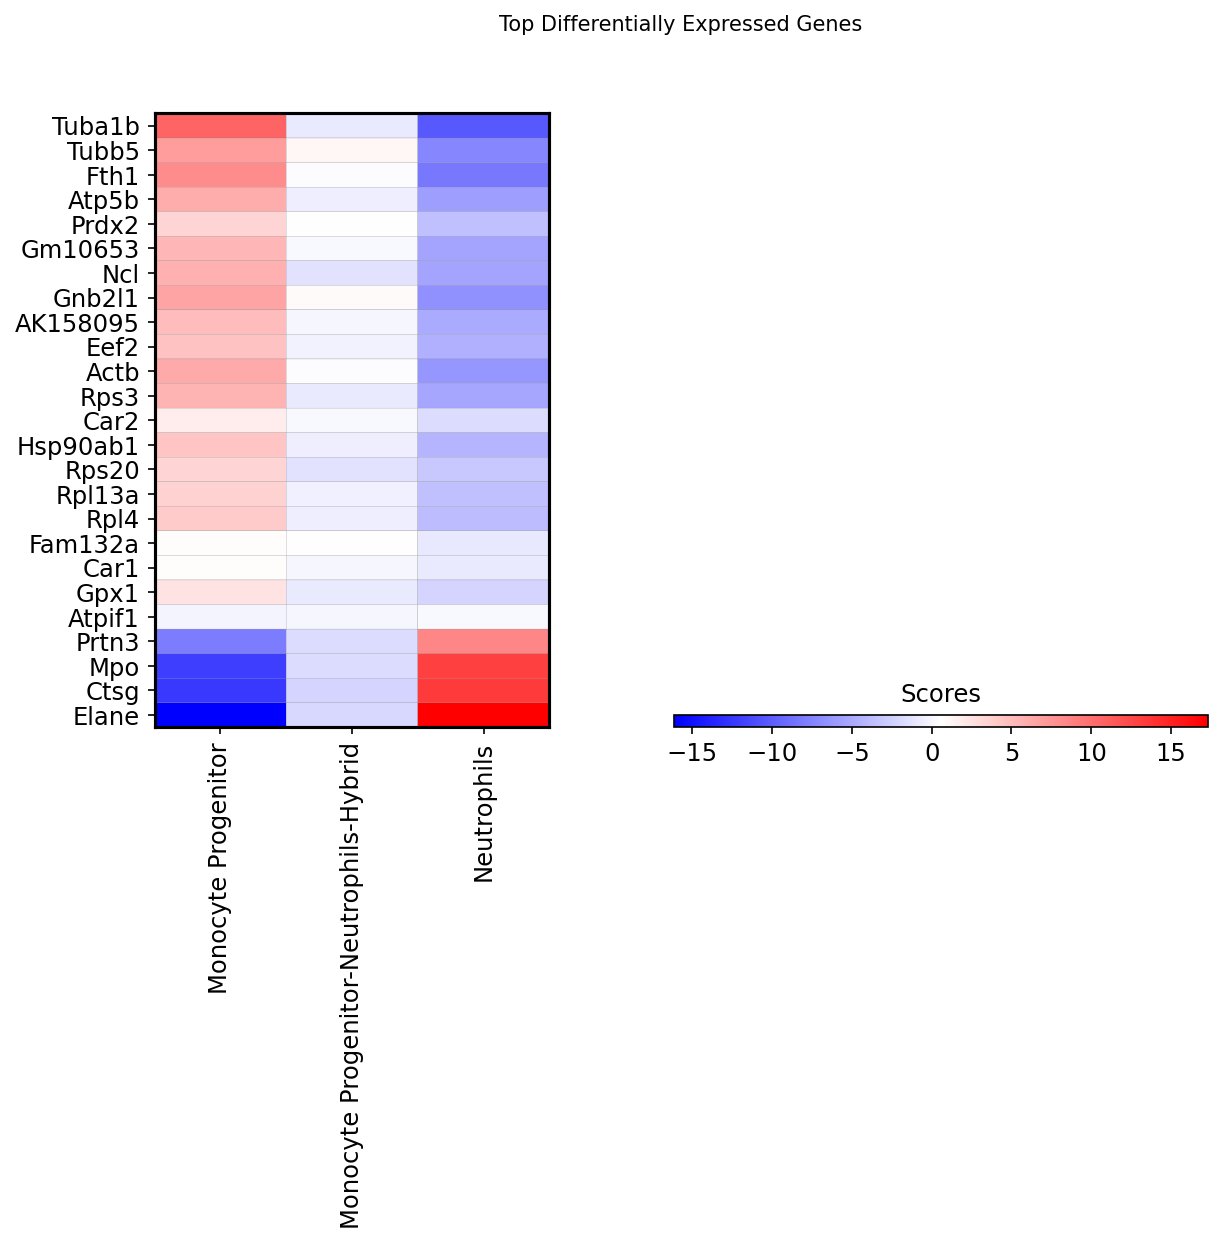 Top Differentially Expressed Genes
Tuba1b
Tubb5
Fth1
Atp5b
Prdx2
Gm10653
Ncl
Gnb2l1
AK158095
Eef2
Actb
Rps3
Car2
Hsp90ab1
Rps20
Rpl13a
Rpl4
Fam132a
Car1
Gpx1
Atpif1
Prtn3
Mpo
Ctsg
Elane
Monocyte Progenitor
Monocyte Progenitor-Neutrophils-Hybrid
Neutrophils
Scores
−15 −10 −5 0 5 10 15